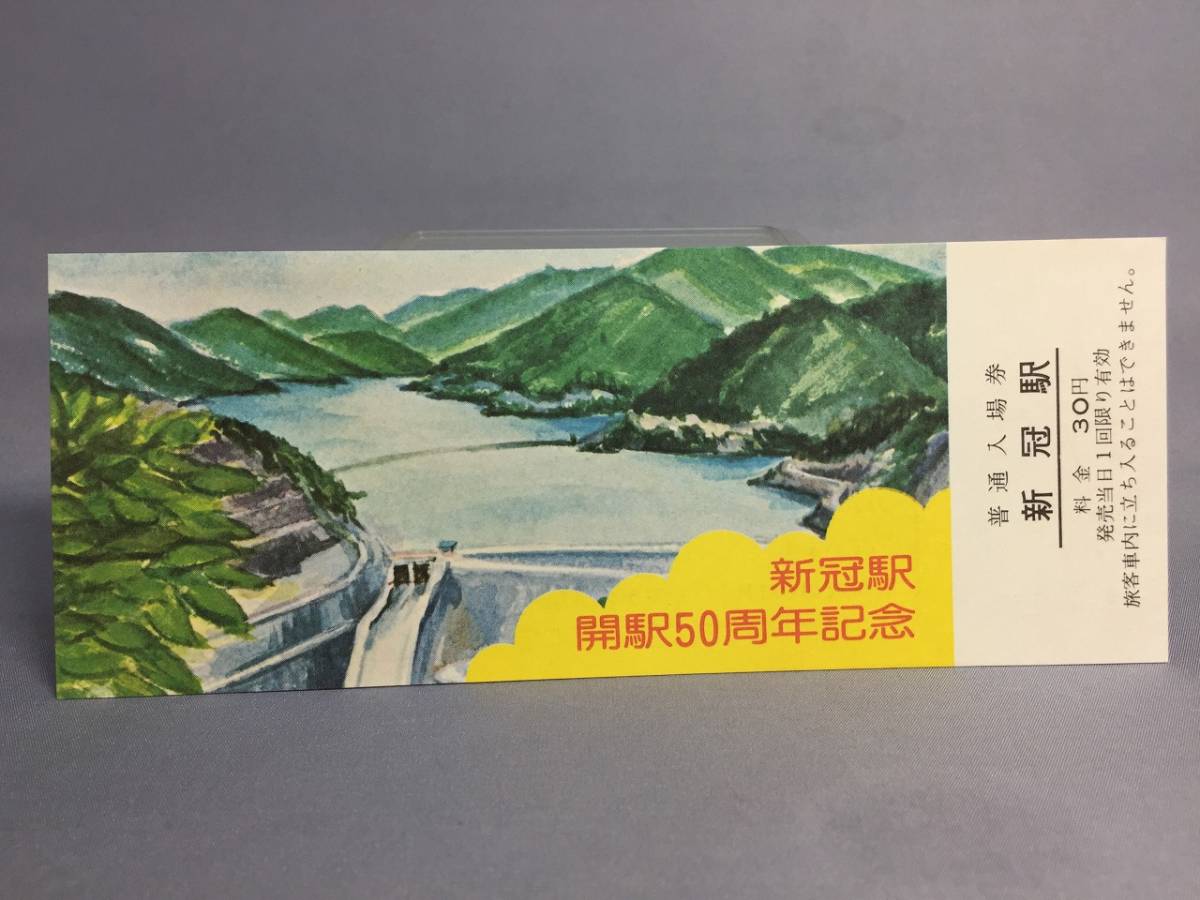 新冠駅
開駅50周年記念
普通入場券
新冠駅
料金 30円
発売当日1回限り有効
旅客車内に立ち入ることはできません。